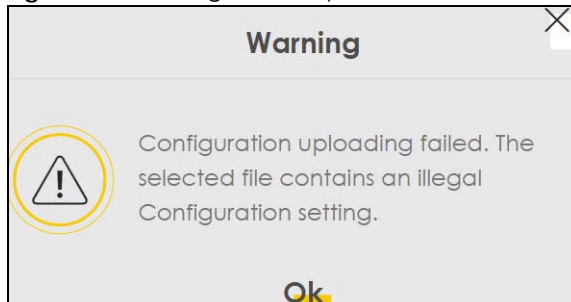 Warning
Configuration uploading failed. The
selected file contains an illegal
Configuration setting.
Ok